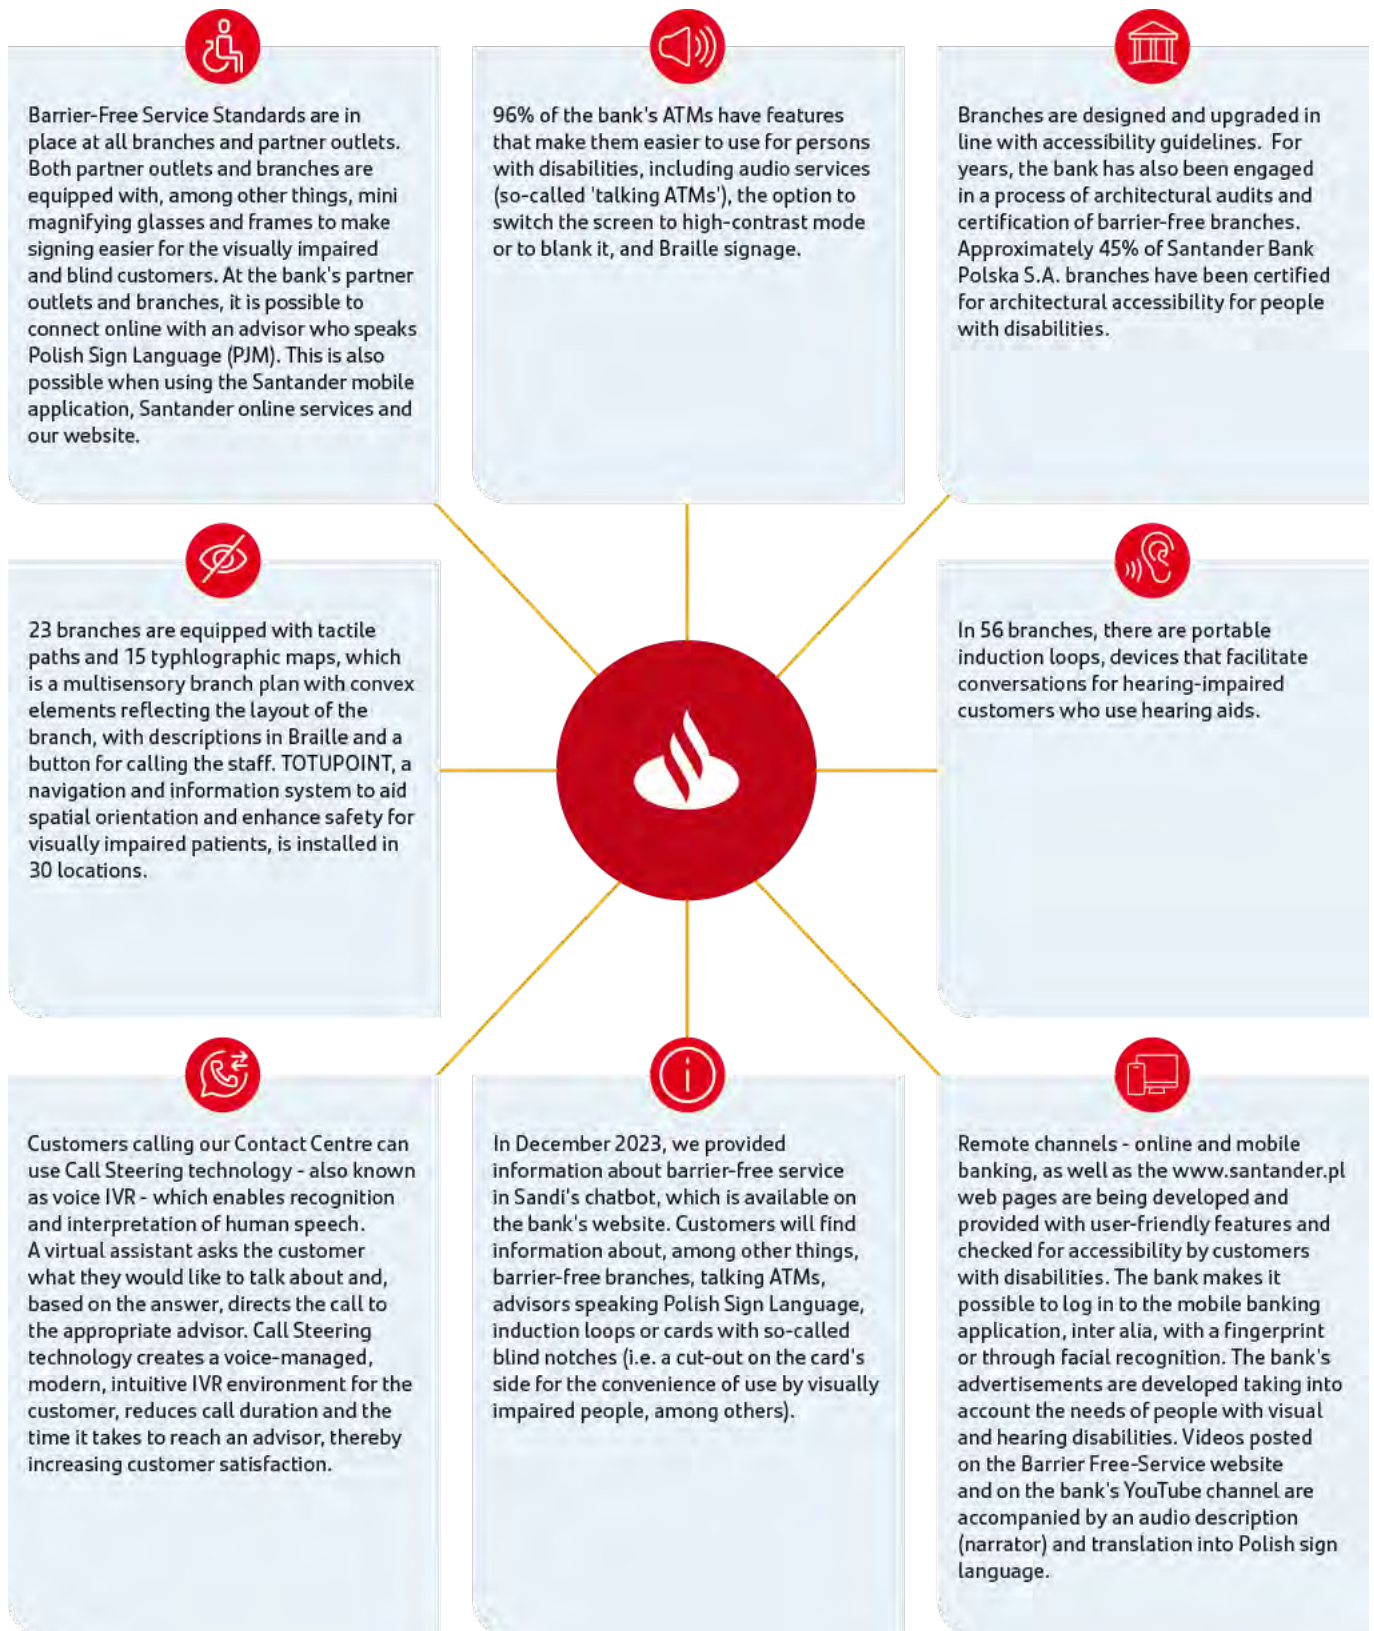 Barrier-Free Service Standards are in
place at all branches and partner outlets.
Both partner outlets and branches are
equipped with, among other things, mini
magnifying glasses and frames to make
signing easier for the visually impaired
and blind customers. At the bank's partner
outlets and branches, it is possible to
connect online with an advisor who speaks
Polish Sign Language (PJM). This is also
possible when using the Santander mobile
application, Santander online services and
our website.
96% of the bank's ATMs have features
that make them easier to use for persons
with disabilities, including audio services
(so-called 'talking ATMs'), the option to
switch the screen to high-contrast mode
or to blank it, and Braille signage.
Branches are designed and upgraded in
line with accessibility guidelines. For
years, the bank has also been engaged
in a process of architectural audits and
certification of barrier-free branches.
Approximately 45% of Santander Bank
Polska S.A. branches have been certified
for architectural accessibility for people
with disabilities.
23 branches are equipped with tactile
paths and 15 typhlographic maps, which
is a multisensory branch plan with convex
elements reflecting the layout of the
branch, with descriptions in Braille and a
button for calling the staff. TOTUPOINT, a
navigation and information system to aid
spatial orientation and enhance safety for
visually impaired patients, is installed in
30 locations.
In 56 branches, there are portable
induction loops, devices that facilitate
conversations for hearing-impaired
customers who use hearing aids.
Customers calling our Contact Centre can
use Call Steering technology - also known
as voice IVR - which enables recognition
and interpretation of human speech.
A virtual assistant asks the customer
what they would like to talk about and,
based on the answer, directs the call to
the appropriate advisor. Call Steering
technology creates a voice-managed,
modern, intuitive IVR environment for the
customer, reduces call duration and the
time it takes to reach an advisor, thereby
increasing customer satisfaction.
In December 2023, we provided
information about barrier-free service
in Sandi's chatbot, which is available on
the bank's website. Customers will find
information about, among other things,
barrier-free branches, talking ATMs,
advisors speaking Polish Sign Language,
induction loops or cards with so-called
blind notches (i.e. a cut-out on the card's
side for the convenience of use by visually
impaired people, among others).
Remote channels - online and mobile
banking, as well as the www.santander.pl
web pages are being developed and
provided with user-friendly features and
checked for accessibility by customers
with disabilities. The bank makes it
possible to log in to the mobile banking
application, inter alia, with a fingerprint
or through facial recognition. The bank's
advertisements are developed taking into
account the needs of people with visual
and hearing disabilities. Videos posted
on the Barrier Free-Service website
and on the bank's YouTube channel are
accompanied by an audio description
(narrator) and translation into Polish sign
language.